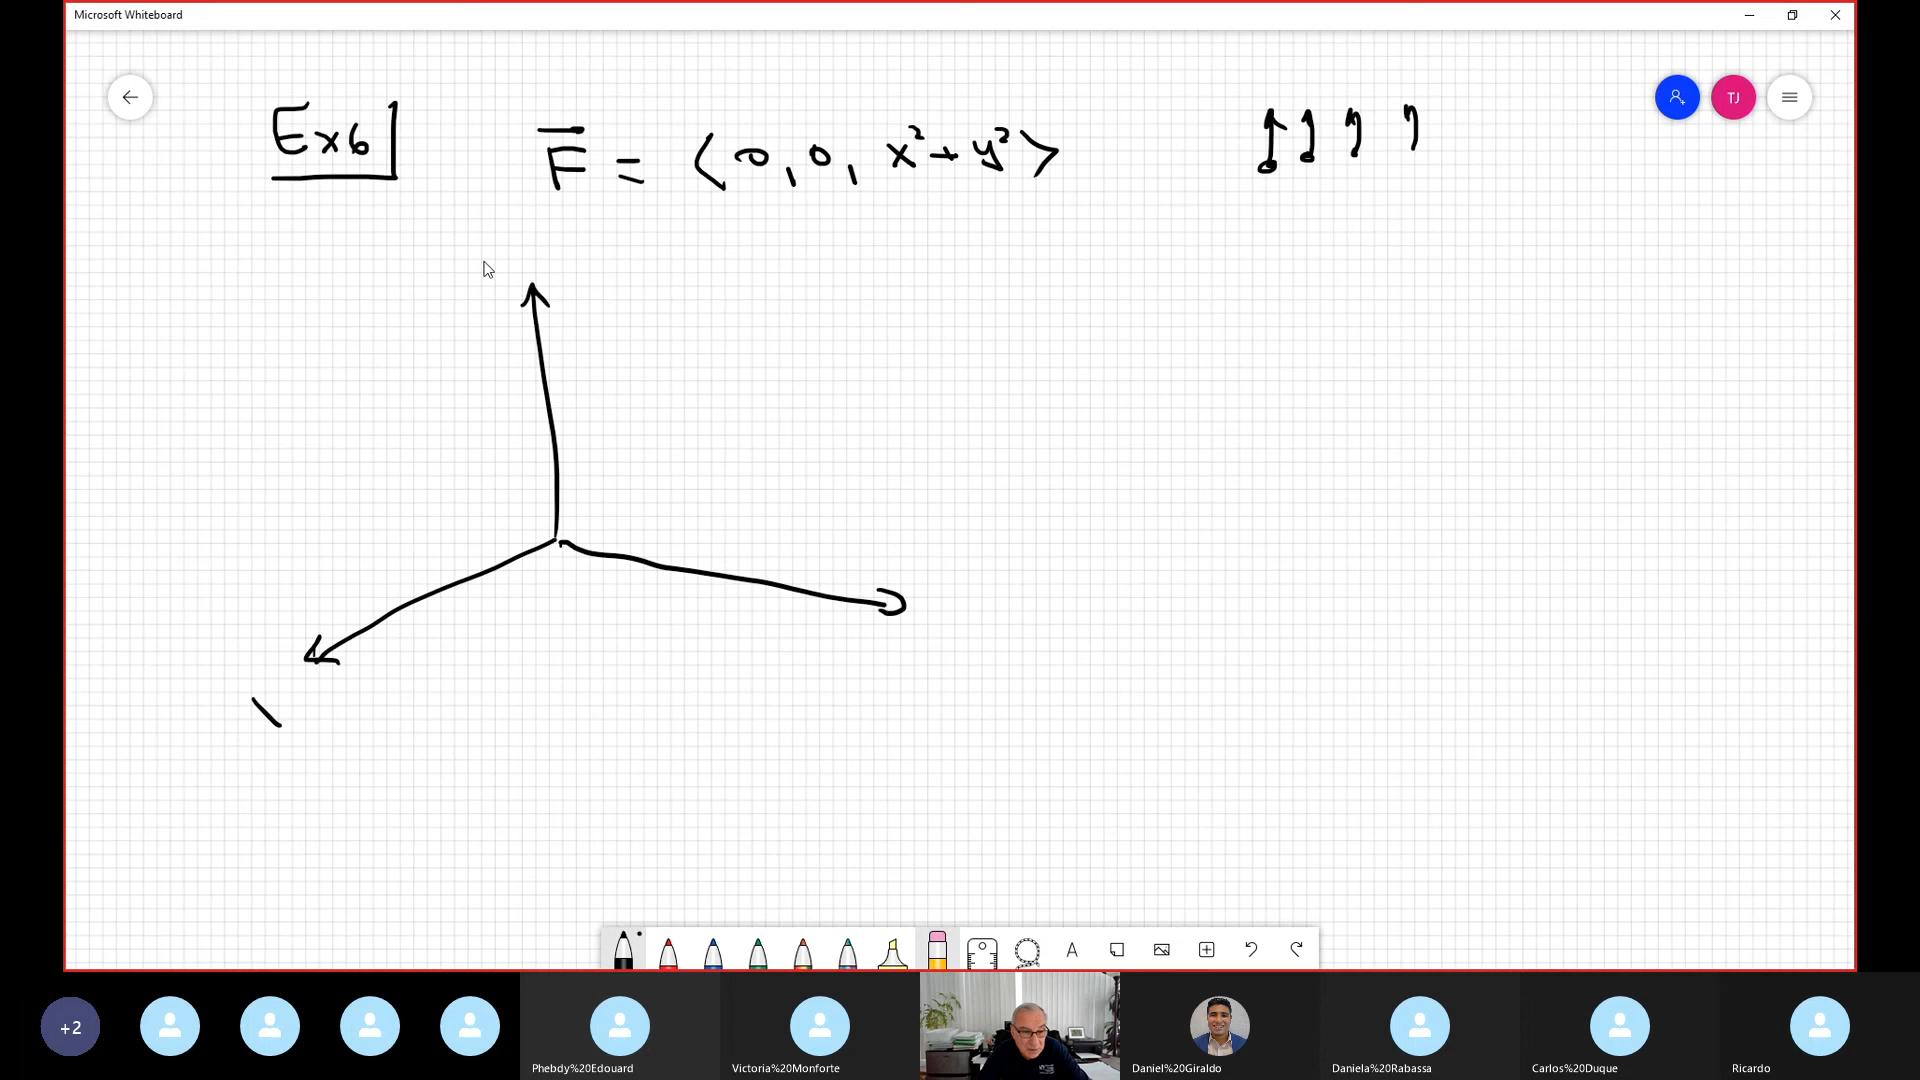 Microsoft Whiteboard
Ex6
F̅ = ⟨0, 0, x²+y²⟩
TJ
A
+2
Phebdy%20Edouard
Victoria%20Monforte
Daniel%20Giraldo
Daniela%20Rabassa
Carlos%20Duque
Ricardo